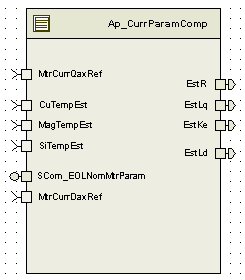 Ap_CurrParamComp
MtrCurrQaxRef
EstR
CuTempEst
EstLq
MagTempEst
EstKe
SiTempEst
EstLd
SCom_EOLNomMtrParam
MtrCurrDaxRef